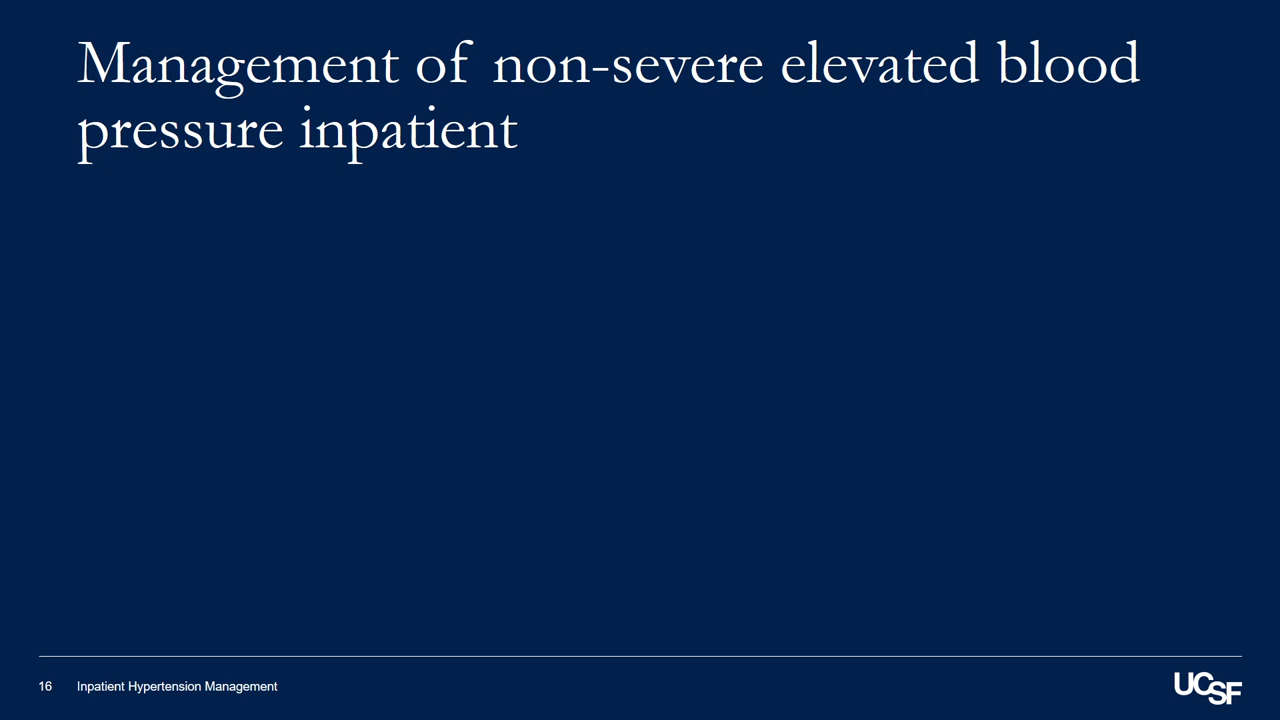 Management of non-severe elevated blood
pressure inpatient
16 Inpatient Hypertension Management
UCSF